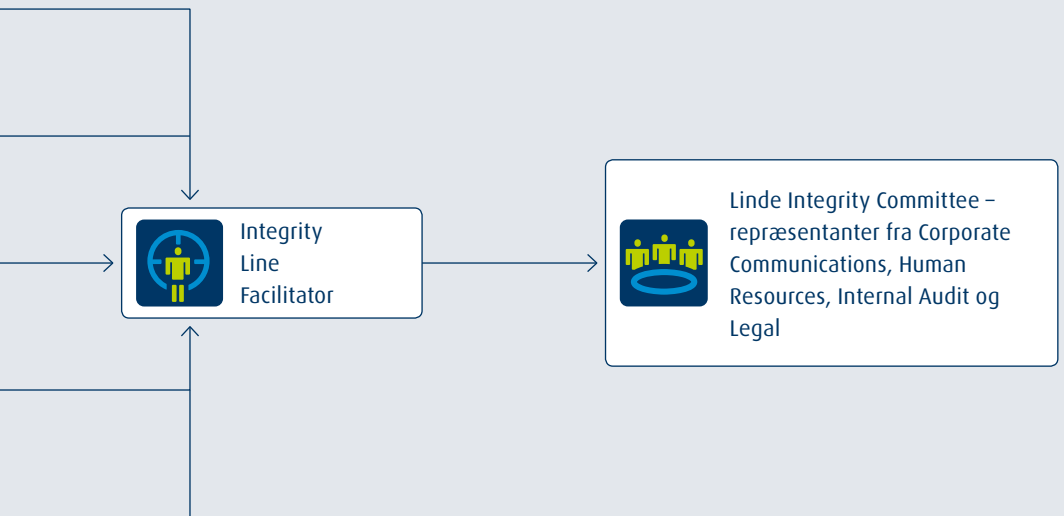 Integrity
Line
Facilitator
Linde Integrity Committee –
repræsentanter fra Corporate
Communications, Human
Resources, Internal Audit og
Legal